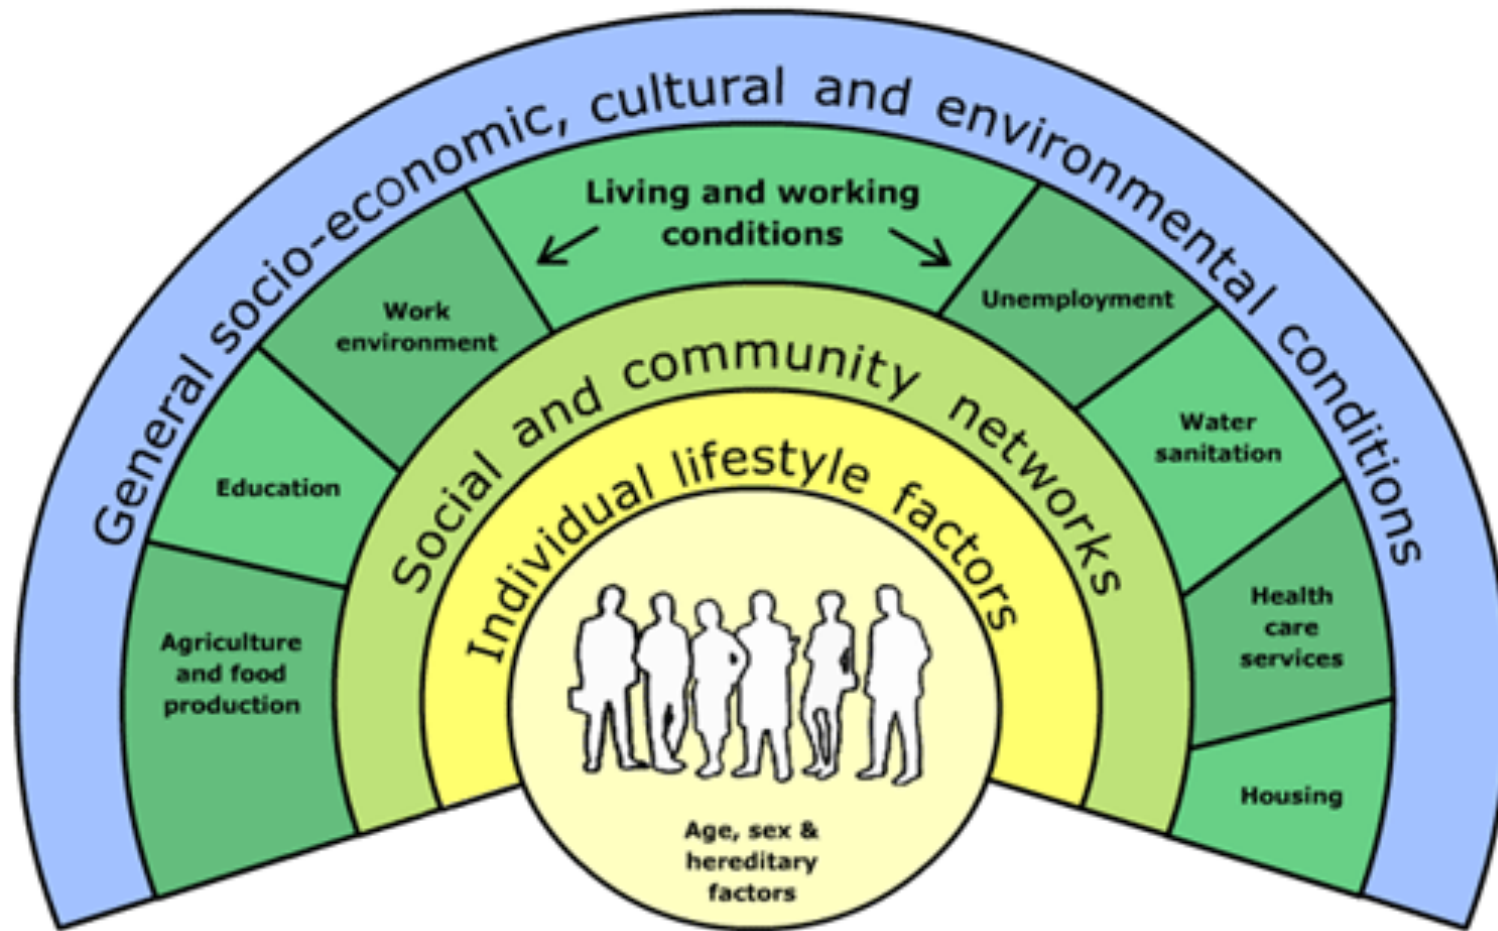 General socio-economic, cultural and environmental conditions
Living and working
conditions
Agriculture
and food
production
Education
Work
environment
Unemployment
Water
sanitation
Health
care
services
Housing
Social and community networks
Individual lifestyle factors
Age, sex &
hereditary
factors